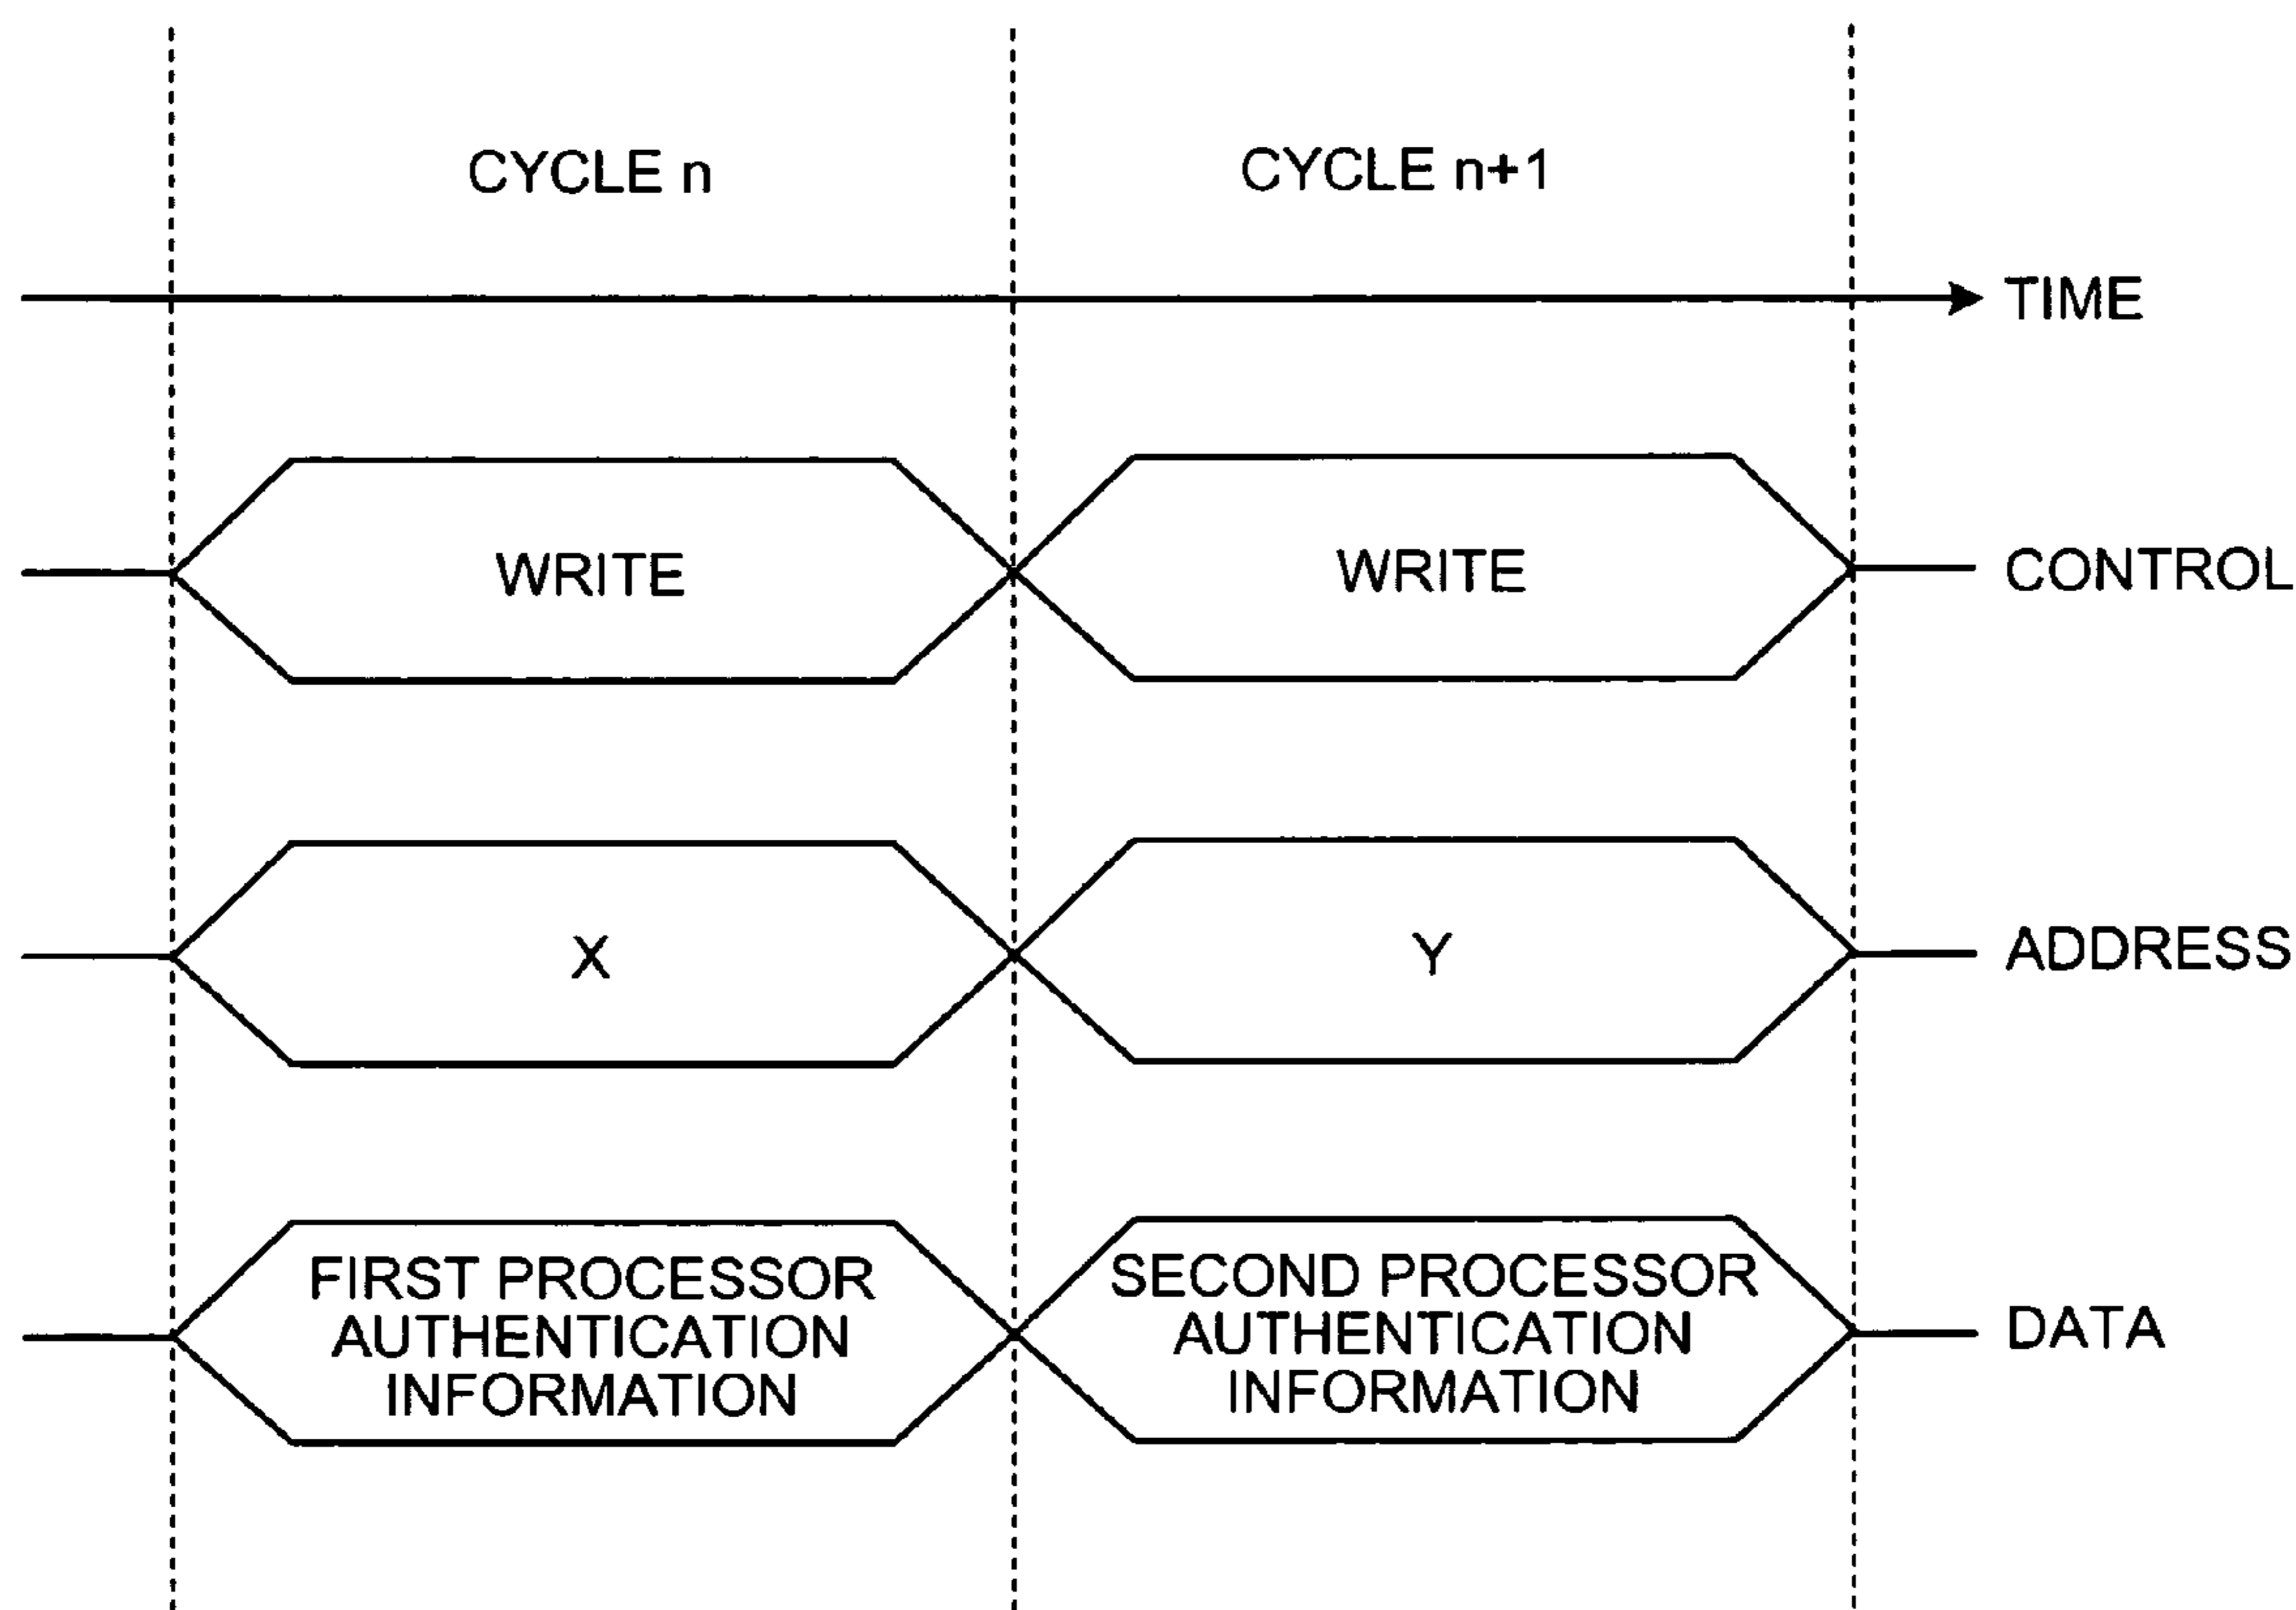 CYCLE n
CYCLE n+1
TIME
WRITE
WRITE
CONTROL
X
Y
ADDRESS
FIRST PROCESSOR
AUTHENTICATION
INFORMATION
SECOND PROCESSOR
AUTHENTICATION
INFORMATION
DATA